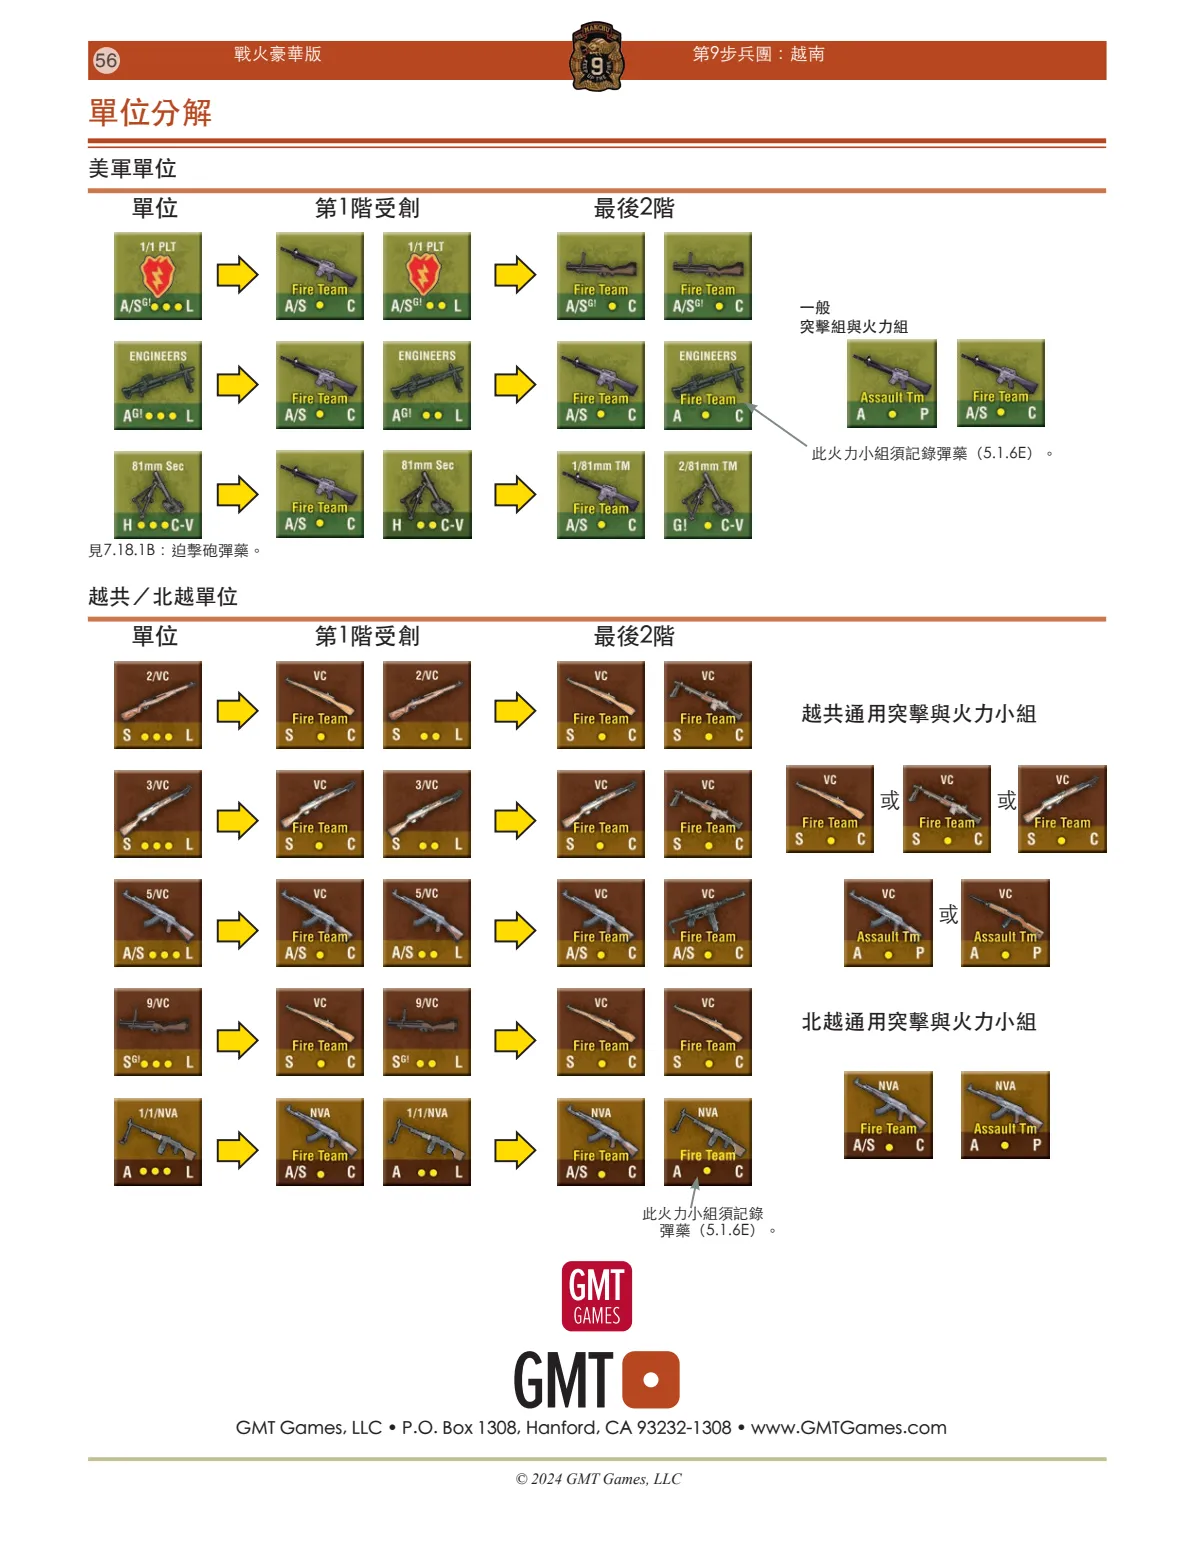 56
戰火豪華版
MANCHU
9
第9步兵團：越南
單位分解
美軍單位
單位
第1階受創
最後2階
1/1 PLT
A/S G! L
Fire Team
A/S C
1/1 PLT
A/S G! L
Fire Team
A/S G! C
Fire Team
A/S G! C
一般
突擊組與火力組
Assault Tm
A P
Fire Team
A/S C
ENGINEERS
A G! L
Fire Team
A/S C
ENGINEERS
A G! L
Fire Team
A/S C
ENGINEERS
Fire Team
A C
此火力小組須記錄彈藥（5.1.6E）。
81mm Sec
H C-V
Fire Team
A/S C
81mm Sec
H C-V
1/81mm TM
Fire Team
A/S C
2/81mm TM
G! C-V
見7.18.1B：迫擊砲彈藥。
越共／北越單位
單位
第1階受創
最後2階
2/VC
S L
VC
Fire Team
S C
2/VC
S L
VC
Fire Team
S C
VC
Fire Team
S C
越共通用突擊與火力小組
3/VC
S L
VC
Fire Team
S C
3/VC
S L
VC
Fire Team
S C
VC
Fire Team
S C
VC
Fire Team
S C
或
VC
Fire Team
S C
或
VC
Fire Team
S C
5/VC
A/S L
VC
Fire Team
A/S C
5/VC
A/S L
VC
Fire Team
A/S C
VC
Fire Team
A/S C
VC
Assault Tm
A P
或
VC
Assault Tm
A P
9/VC
S G! L
VC
Fire Team
S C
9/VC
S G! L
VC
Fire Team
S C
VC
Fire Team
S C
北越通用突擊與火力小組
1/1/NVA
A L
NVA
Fire Team
A/S C
1/1/NVA
A L
NVA
Fire Team
A/S C
NVA
Fire Team
A C
NVA
Fire Team
A/S C
NVA
Assault Tm
A P
此火力小組須記錄
彈藥（5.1.6E）。
GMT
GAMES
GMT
GMT Games, LLC • P.O. Box 1308, Hanford, CA 93232-1308 • www.GMTGames.com
© 2024 GMT Games, LLC